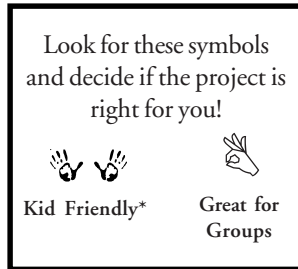 Look for these symbols
and decide if the project is
right for you!
Kid Friendly*
Great for
Groups